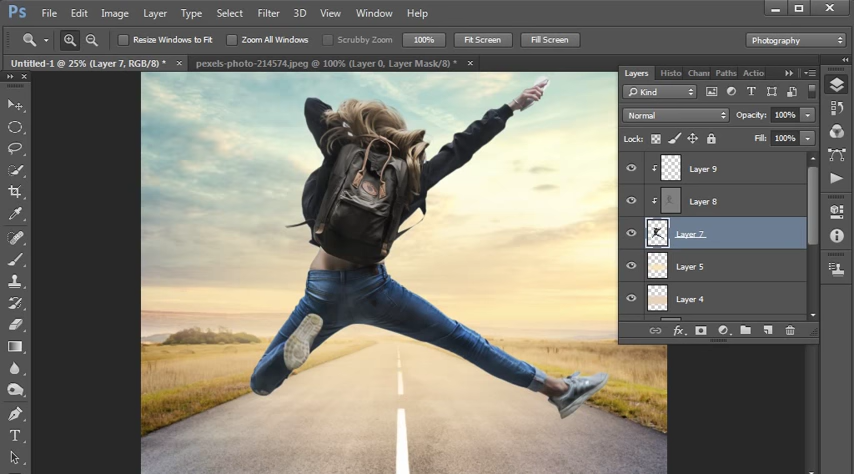 Ps File Edit Image Layer Type Select Filter 3D View Window Help
Resize Windows to Fit Zoom All Windows Scrubby Zoom 100% Fit Screen Fill Screen Photography
Untitled-1 @ 25% (Layer 7, RGB/8) * × pexels-photo-214574.jpeg @ 100% (Layer 0, Layer Mask/8) * ×
Layers Histo Chann Paths Actio
Kind
Normal Opacity: 100%
Lock: Fill: 100%
Layer 9
Layer 8
Layer 7
Layer 5
Layer 4